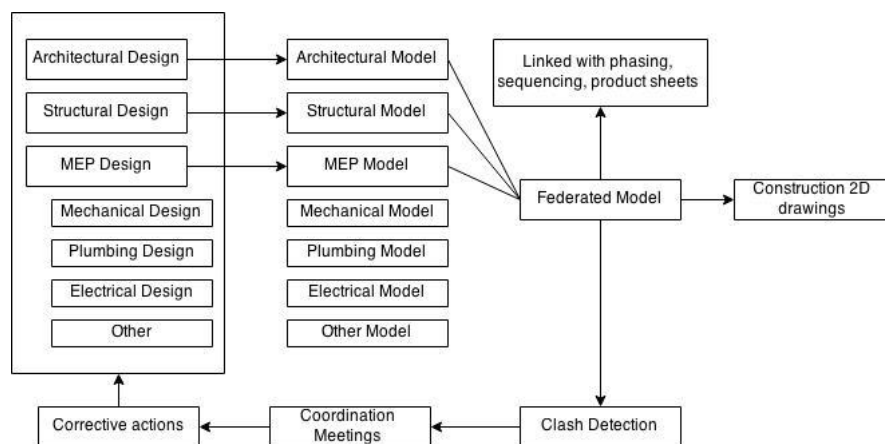 Architectural Design
Architectural Model
Linked with phasing,
sequencing, product sheets
Structural Design
Structural Model
MEP Design
MEP Model
Federated Model
Construction 2D
drawings
Mechanical Design
Mechanical Model
Plumbing Design
Plumbing Model
Electrical Design
Electrical Model
Other
Other Model
Corrective actions
Coordination
Meetings
Clash Detection